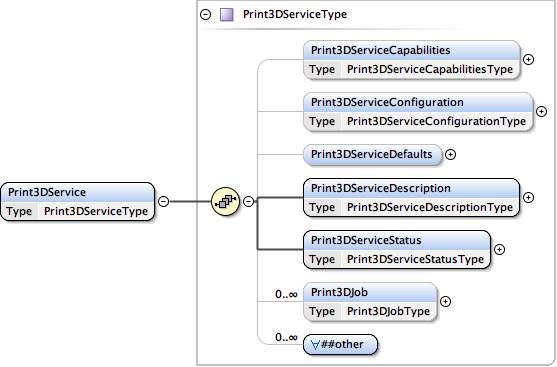 Print3DServiceType
Print3DServiceCapabilities
Type Print3DServiceCapabilitiesType
Print3DServiceConfiguration
Type Print3DServiceConfigurationType
Print3DServiceDefaults
Print3DService
Type Print3DServiceType
Print3DServiceDescription
Type Print3DServiceDescriptionType
Print3DServiceStatus
Type Print3DServiceStatusType
0..∞
Print3DJob
Type Print3DJobType
0..∞
∀##other